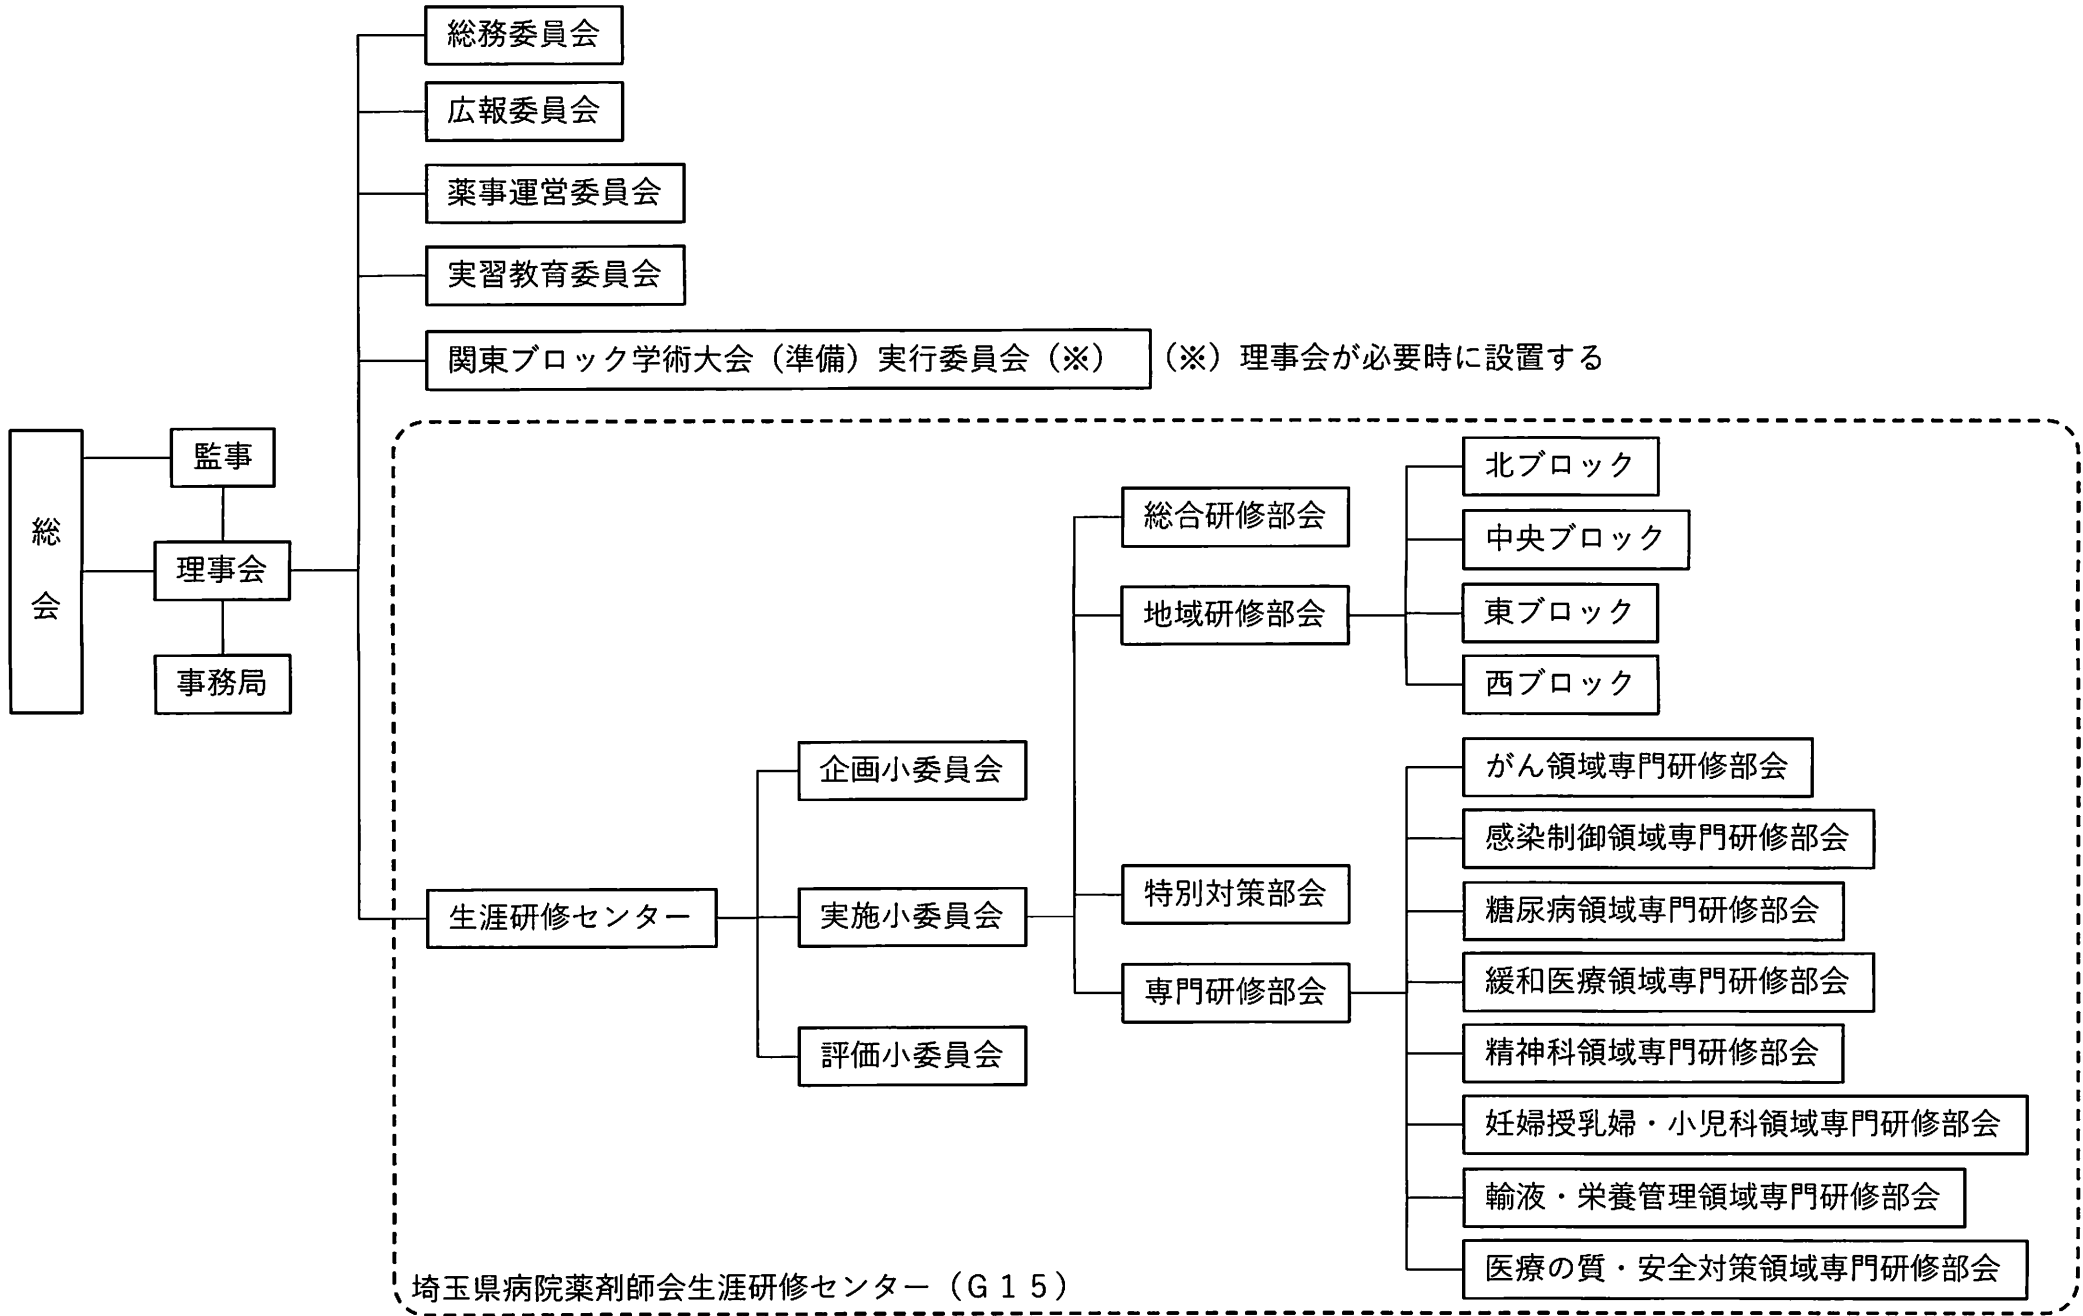 総務委員会
広報委員会
薬事運営委員会
実習教育委員会
関東ブロック学術大会（準備）実行委員会（※）
（※）理事会が必要時に設置する
総会
監事
理事会
事務局
生涯研修センター
企画小委員会
実施小委員会
評価小委員会
総合研修部会
地域研修部会
特別対策部会
専門研修部会
北ブロック
中央ブロック
東ブロック
西ブロック
がん領域専門研修部会
感染制御領域専門研修部会
糖尿病領域専門研修部会
緩和医療領域専門研修部会
精神科領域専門研修部会
妊婦授乳婦・小児科領域専門研修部会
輸液・栄養管理領域専門研修部会
医療の質・安全対策領域専門研修部会
埼玉県病院薬剤師会生涯研修センター（Ｇ１５）